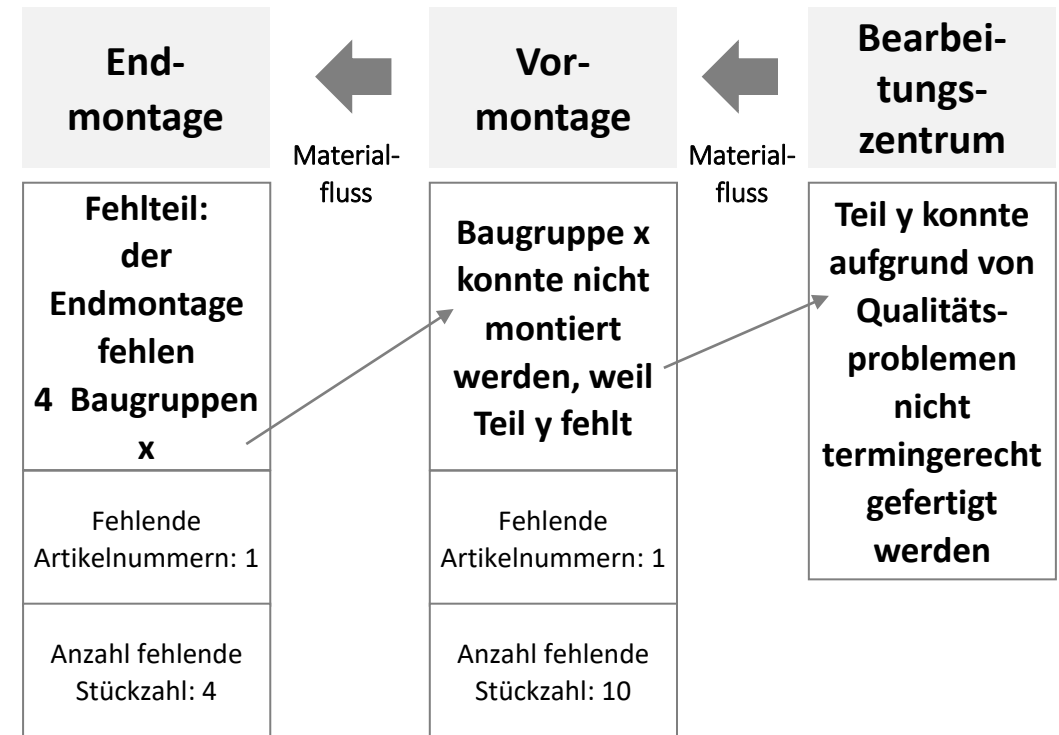 End-
montage
Material-
fluss
Vor-
montage
Material-
fluss
Bearbei-
tungs-
zentrum
Fehlteil:
der
Endmontage
fehlen
4 Baugruppen
x
Fehlende
Artikelnummern: 1
Anzahl fehlende
Stückzahl: 4
Baugruppe x
konnte nicht
montiert
werden, weil
Teil y fehlt
Fehlende
Artikelnummern: 1
Anzahl fehlende
Stückzahl: 10
Teil y konnte
aufgrund von
Qualitäts-
problemen
nicht
termingerecht
gefertigt
werden